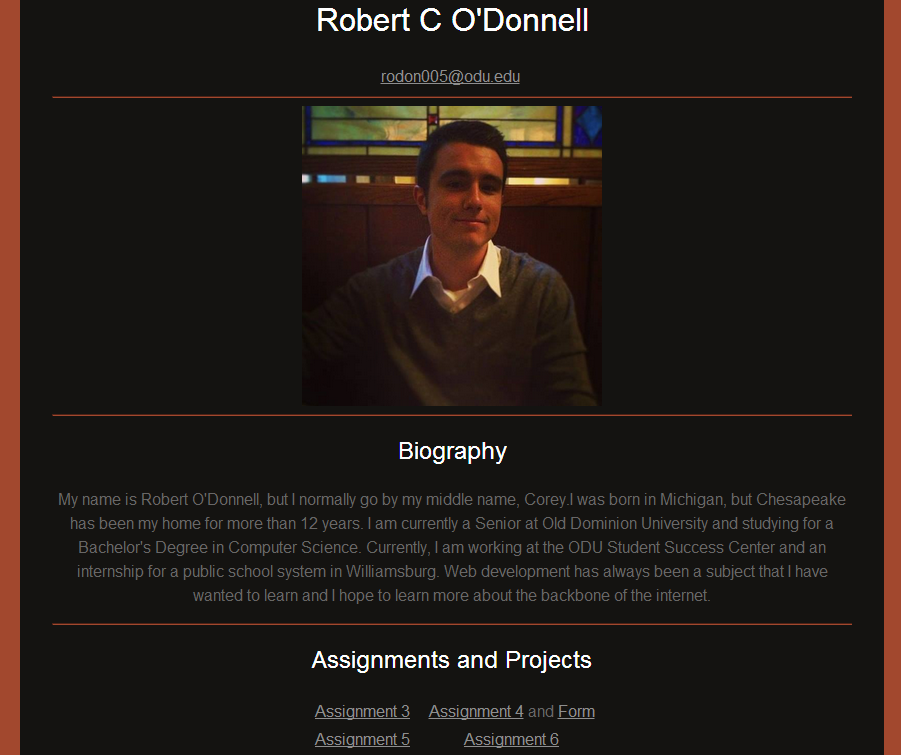 Robert C O'Donnell
rodon005@odu.edu
Biography
My name is Robert O'Donnell, but I normally go by my middle name, Corey.I was born in Michigan, but Chesapeake
has been my home for more than 12 years. I am currently a Senior at Old Dominion University and studying for a
Bachelor's Degree in Computer Science. Currently, I am working at the ODU Student Success Center and an
internship for a public school system in Williamsburg. Web development has always been a subject that I have
wanted to learn and I hope to learn more about the backbone of the internet.
Assignments and Projects
Assignment 3 Assignment 4 and Form
Assignment 5 Assignment 6